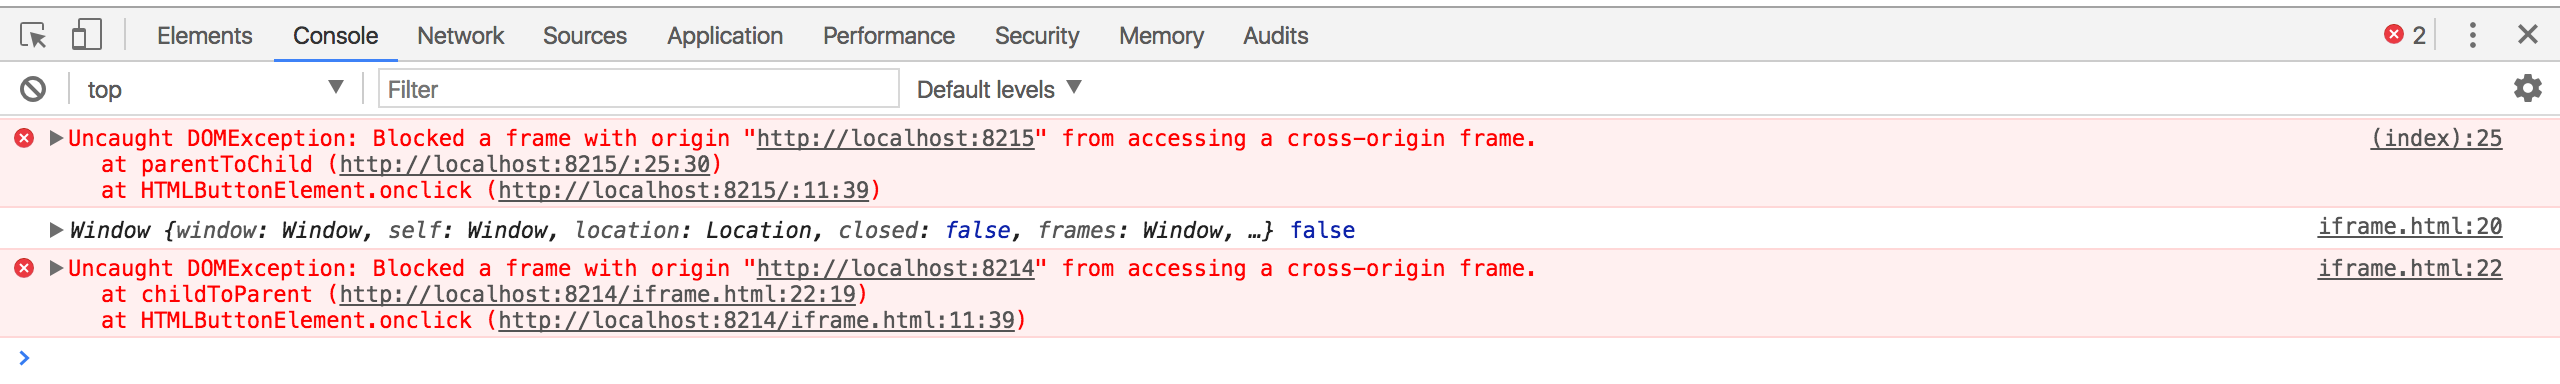 Elements Console Network Sources Application Performance Security Memory Audits 2
top Filter Default levels
Uncaught DOMException: Blocked a frame with origin "http://localhost:8215" from accessing a cross-origin frame. (index):25
at parentToChild (http://localhost:8215/:25:30)
at HTMLButtonElement.onclick (http://localhost:8215/:11:39)
Window {window: Window, self: Window, location: Location, closed: false, frames: Window, …} false iframe.html:20
Uncaught DOMException: Blocked a frame with origin "http://localhost:8214" from accessing a cross-origin frame. iframe.html:22
at childToParent (http://localhost:8214/iframe.html:22:19)
at HTMLButtonElement.onclick (http://localhost:8214/iframe.html:11:39)